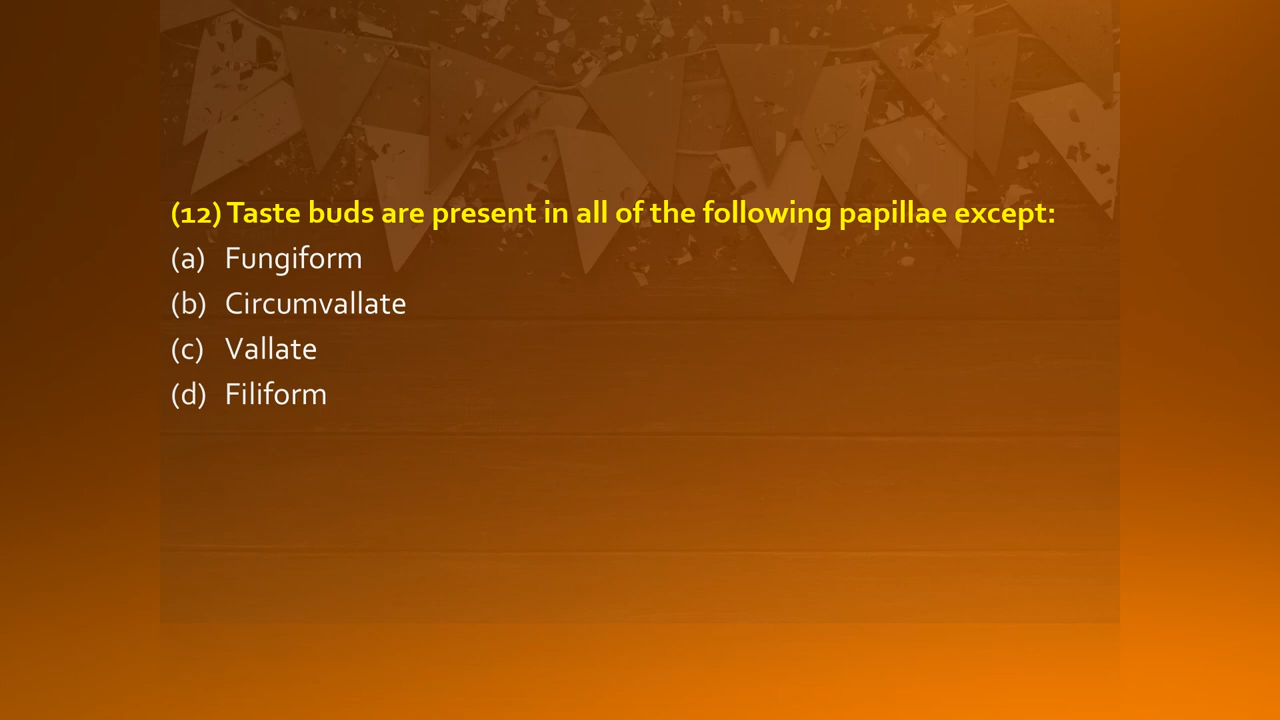 (12) Taste buds are present in all of the following papillae except:
(a) Fungiform
(b) Circumvallate
(c) Vallate
(d) Filiform